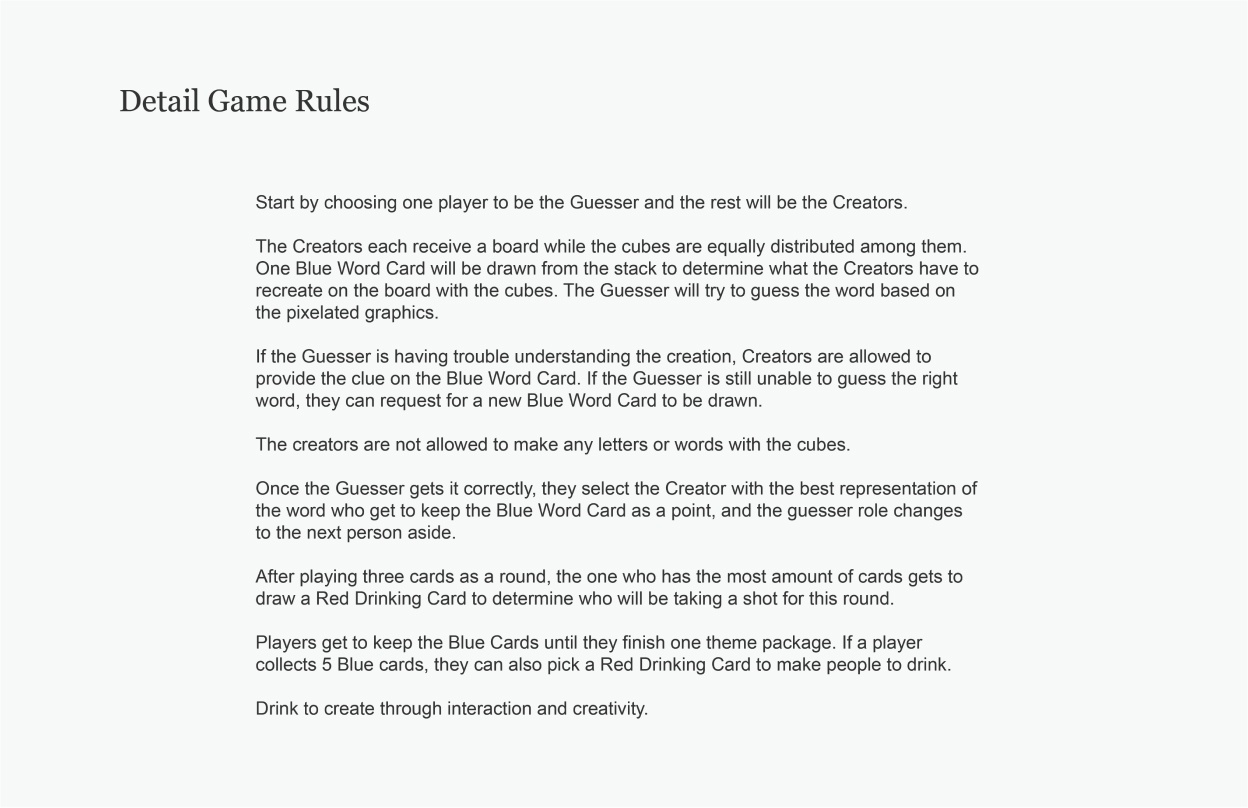 Detail Game Rules
Start by choosing one player to be the Guesser and the rest will be the Creators.
The Creators each receive a board while the cubes are equally distributed among them.
One Blue Word Card will be drawn from the stack to determine what the Creators have to
recreate on the board with the cubes. The Guesser will try to guess the word based on
the pixelated graphics.
If the Guesser is having trouble understanding the creation, Creators are allowed to
provide the clue on the Blue Word Card. If the Guesser is still unable to guess the right
word, they can request for a new Blue Word Card to be drawn.
The creators are not allowed to make any letters or words with the cubes.
Once the Guesser gets it correctly, they select the Creator with the best representation of
the word who get to keep the Blue Word Card as a point, and the guesser role changes
to the next person aside.
After playing three cards as a round, the one who has the most amount of cards gets to
draw a Red Drinking Card to determine who will be taking a shot for this round.
Players get to keep the Blue Cards until they finish one theme package. If a player
collects 5 Blue cards, they can also pick a Red Drinking Card to make people to drink.
Drink to create through interaction and creativity.